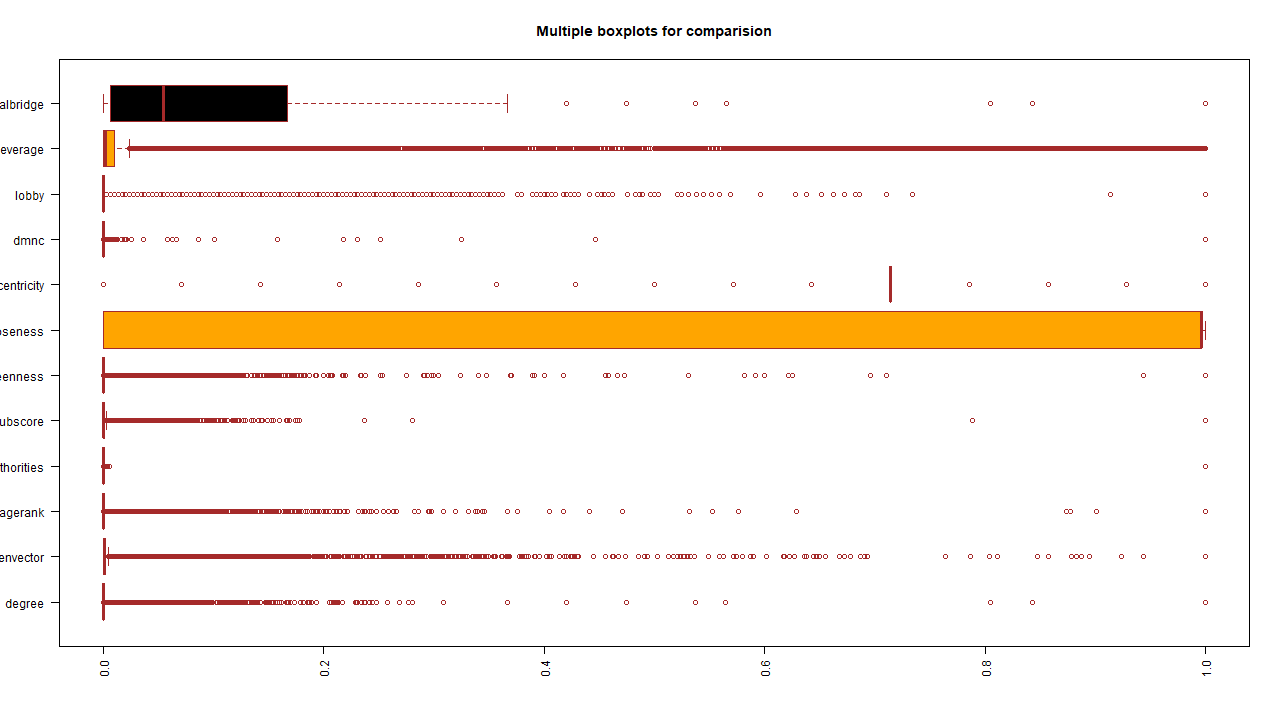 Multiple boxplots for comparision
albridge
everage
lobby
dmnc
centricity
oseness
eenness
ubscore
thorities
agerank
envector
degree
0.0 0.2 0.4 0.6 0.8 1.0